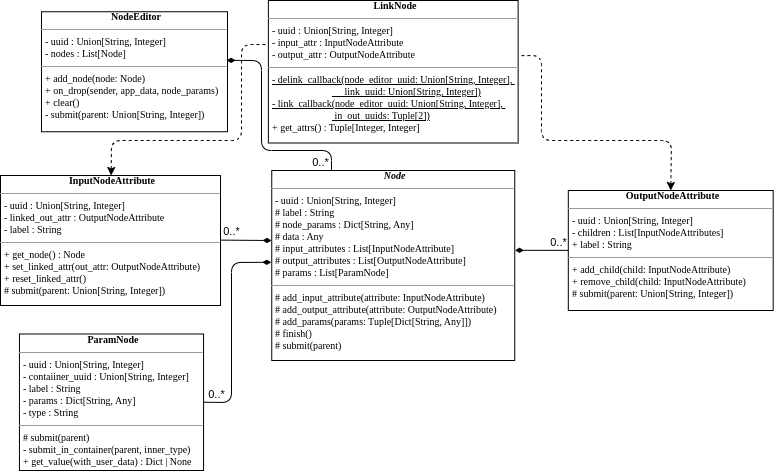 NodeEditor
- uuid : Union[String, Integer]
- nodes : List[Node]
+ add_node(node: Node)
+ on_drop(sender, app_data, node_params)
+ clear()
- submit(parent: Union[String, Integer])
LinkNode
- uuid : Union[String, Integer]
- input_attr : InputNodeAttribute
- output_attr : OutputNodeAttribute
- delink_callback(node_editor_uuid: Union[String, Integer],
link_uuid: Union[String, Integer])
- link_callback(node_editor_uuid: Union[String, Integer],
in_out_uuids: Tuple[2])
+ get_attrs() : Tuple[Integer, Integer]
0..*
InputNodeAttribute
- uuid : Union[String, Integer]
- linked_out_attr : OutputNodeAttribute
- label : String
+ get_node() : Node
+ set_linked_attr(out_attr: OutputNodeAttribute)
+ reset_linked_attr()
# submit(parent: Union[String, Integer])
0..*
Node
- uuid : Union[String, Integer]
# label : String
# node_params : Dict[String, Any]
# data : Any
# input_attributes : List[InputNodeAttribute]
# output_attributes : List[OutputNodeAttribute]
# params : List[ParamNode]
# add_input_attribute(attribute: InputNodeAttribute)
# add_output_attribute(attribute: OutputNodeAttribute)
# add_params(params: Tuple[Dict[String, Any]])
# finish()
# submit(parent)
0..*
OutputNodeAttribute
- uuid : Union[String, Integer]
- children : List[InputNodeAttributes]
+ label : String
+ add_child(child: InputNodeAttribute)
+ remove_child(child: InputNodeAttribute)
# submit(parent: Union[String, Integer])
ParamNode
- uuid : Union[String, Integer]
- contaiiner_uuid : Union[String, Integer]
- label : String
- params : Dict[String, Any]
- type : String
# submit(parent)
- submit_in_container(parent, inner_type)
+ get_value(with_user_data) : Dict | None
0..*